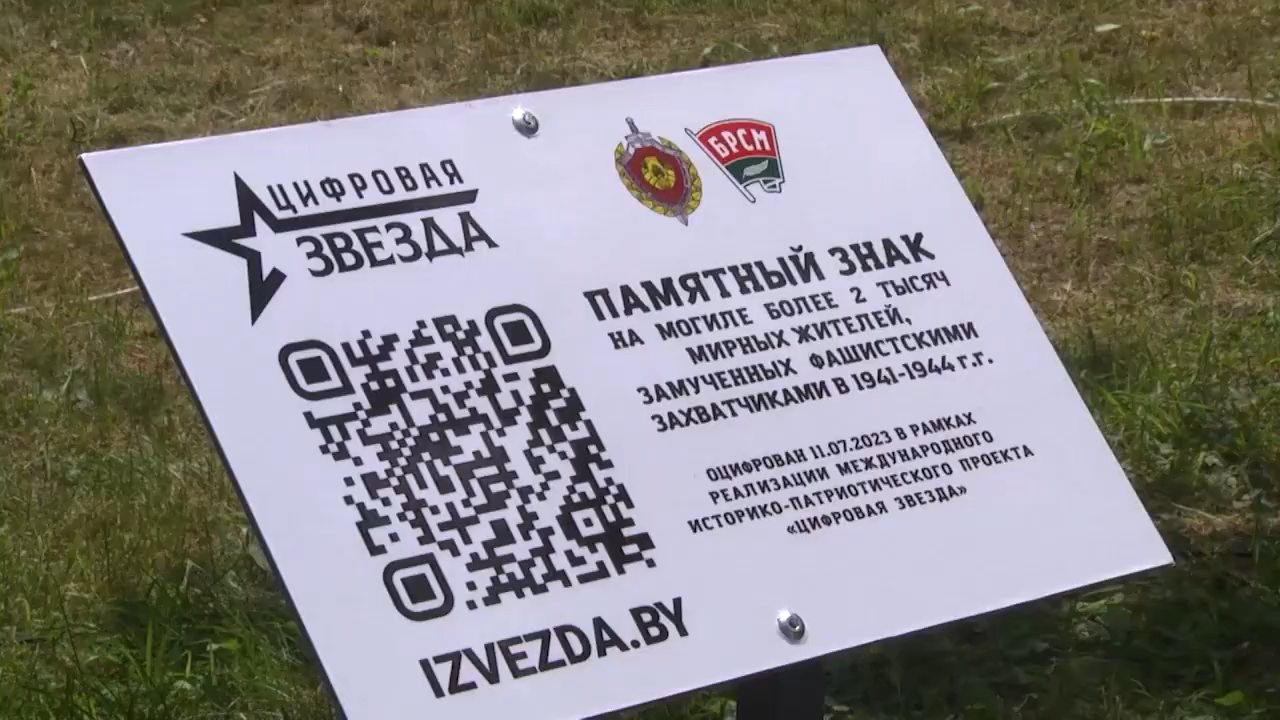 ЦИФРОВАЯ
ЗВЕЗДА
БРСМ
ПАМЯТНЫЙ ЗНАК
НА МОГИЛЕ БОЛЕЕ 2 ТЫСЯЧ
МИРНЫХ ЖИТЕЛЕЙ,
ЗАМУЧЕННЫХ ФАШИСТСКИМИ
ЗАХВАТЧИКАМИ В 1941-1944 г.г.
ОЦИФРОВАН 11.07.2023 В РАМКАХ
РЕАЛИЗАЦИИ МЕЖДУНАРОДНОГО
ИСТОРИКО-ПАТРИОТИЧЕСКОГО ПРОЕКТА
«ЦИФРОВАЯ ЗВЕЗДА»
IZVEZDA.BY